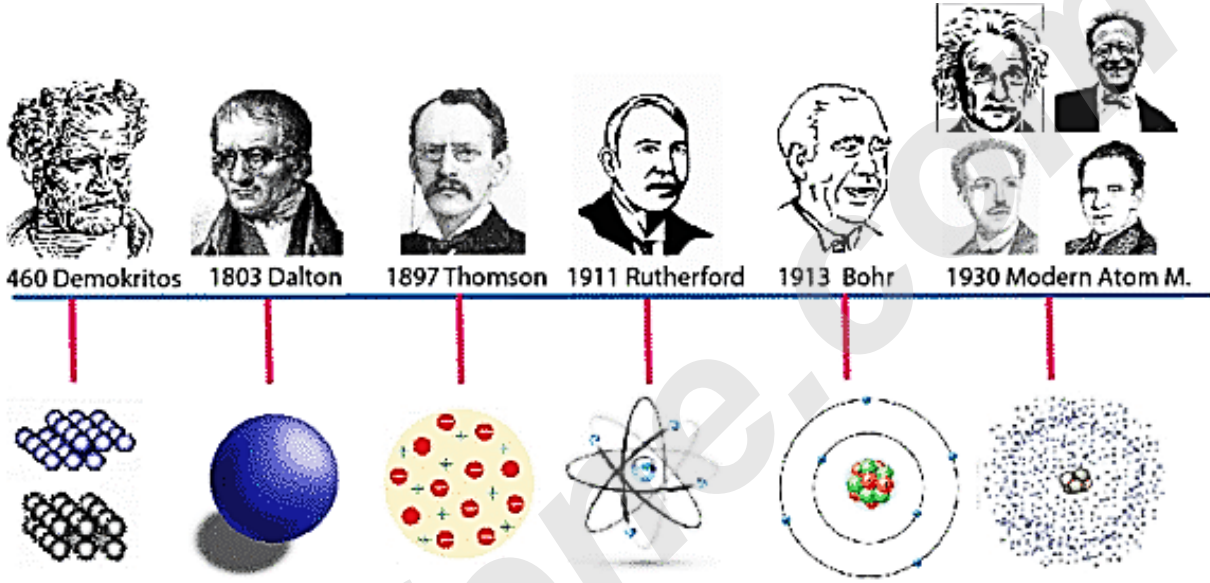 460 Demokritos
1803 Dalton
1897 Thomson
1911 Rutherford
1913 Bohr
1930 Modern Atom M.